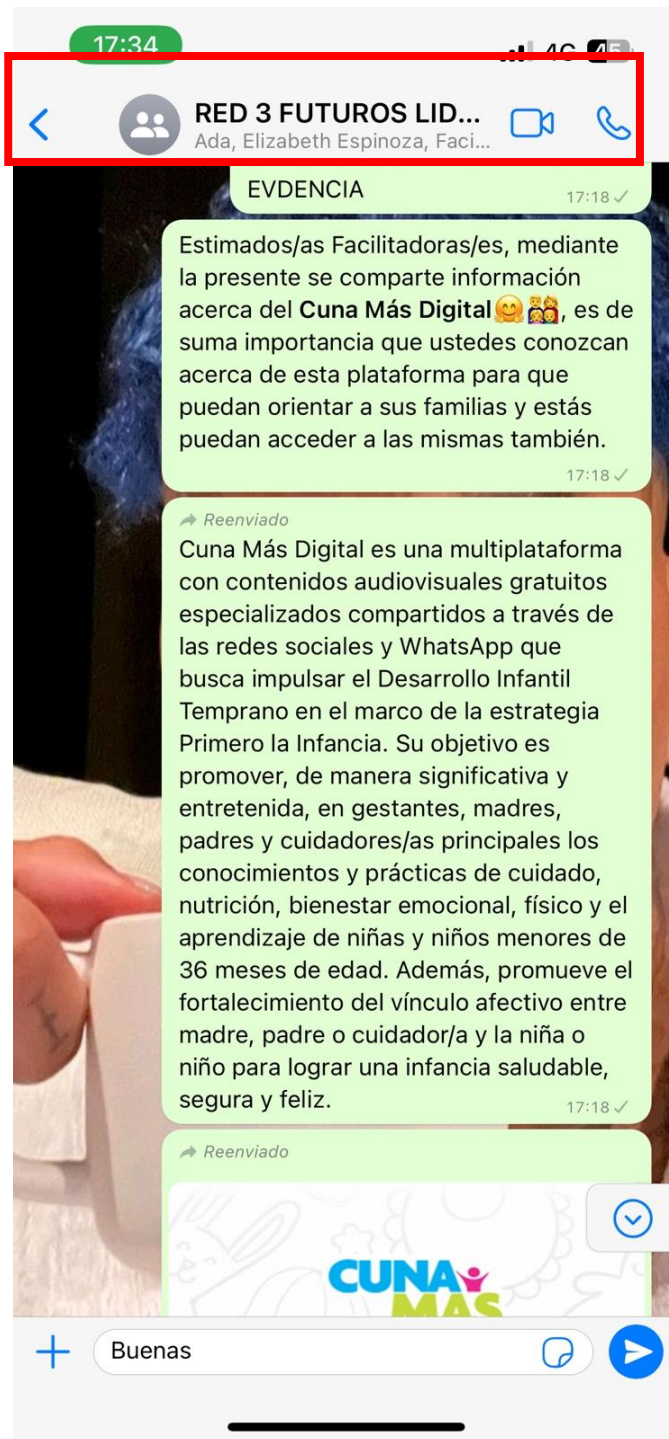 17:34
4G 45
RED 3 FUTUROS LID...
Ada, Elizabeth Espinoza, Faci...
EVDENCIA
17:18
Estimados/as Facilitadoras/es, mediante
la presente se comparte información
acerca del Cuna Más Digital🤗👨‍👩‍👧‍👦, es de
suma importancia que ustedes conozcan
acerca de esta plataforma para que
puedan orientar a sus familias y estás
puedan acceder a las mismas también.
17:18
Reenviado
Cuna Más Digital es una multiplataforma
con contenidos audiovisuales gratuitos
especializados compartidos a través de
las redes sociales y WhatsApp que
busca impulsar el Desarrollo Infantil
Temprano en el marco de la estrategia
Primero la Infancia. Su objetivo es
promover, de manera significativa y
entretenida, en gestantes, madres,
padres y cuidadores/as principales los
conocimientos y prácticas de cuidado,
nutrición, bienestar emocional, físico y el
aprendizaje de niñas y niños menores de
36 meses de edad. Además, promueve el
fortalecimiento del vínculo afectivo entre
madre, padre o cuidador/a y la niña o
niño para lograr una infancia saludable,
segura y feliz.
17:18
Reenviado
CUNA
MAS
Buenas